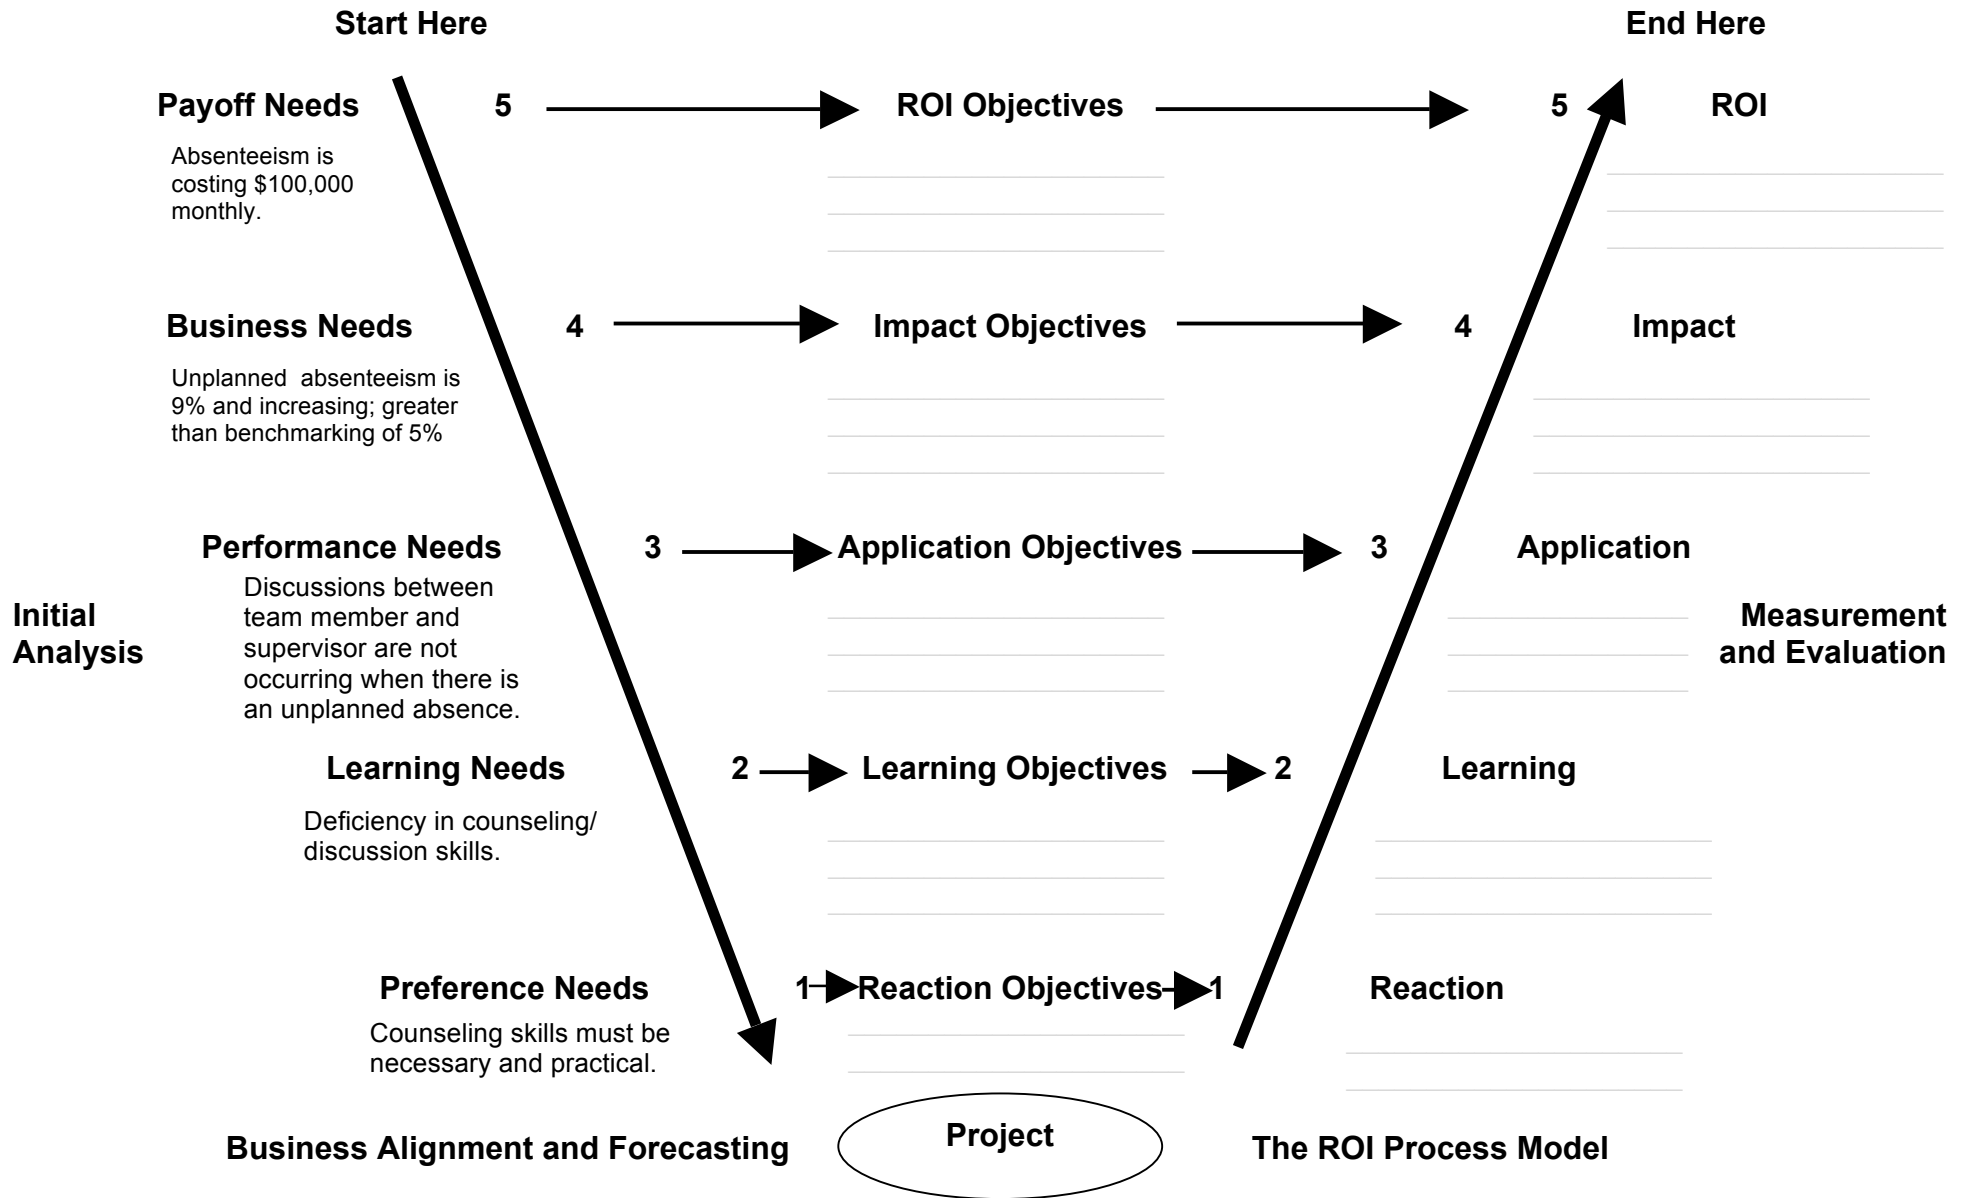 Start Here
End Here
Payoff Needs 5 ROI Objectives 5 ROI
Absenteeism is
costing $100,000
monthly.
Business Needs 4 Impact Objectives 4 Impact
Unplanned absenteeism is
9% and increasing; greater
than benchmarking of 5%
Performance Needs 3 Application Objectives 3 Application
Discussions between
team member and
supervisor are not
occurring when there is
an unplanned absence.
Initial
Analysis
Measurement
and Evaluation
Learning Needs 2 Learning Objectives 2 Learning
Deficiency in counseling/
discussion skills.
Preference Needs 1 Reaction Objectives 1 Reaction
Counseling skills must be
necessary and practical.
Business Alignment and Forecasting
Project
The ROI Process Model